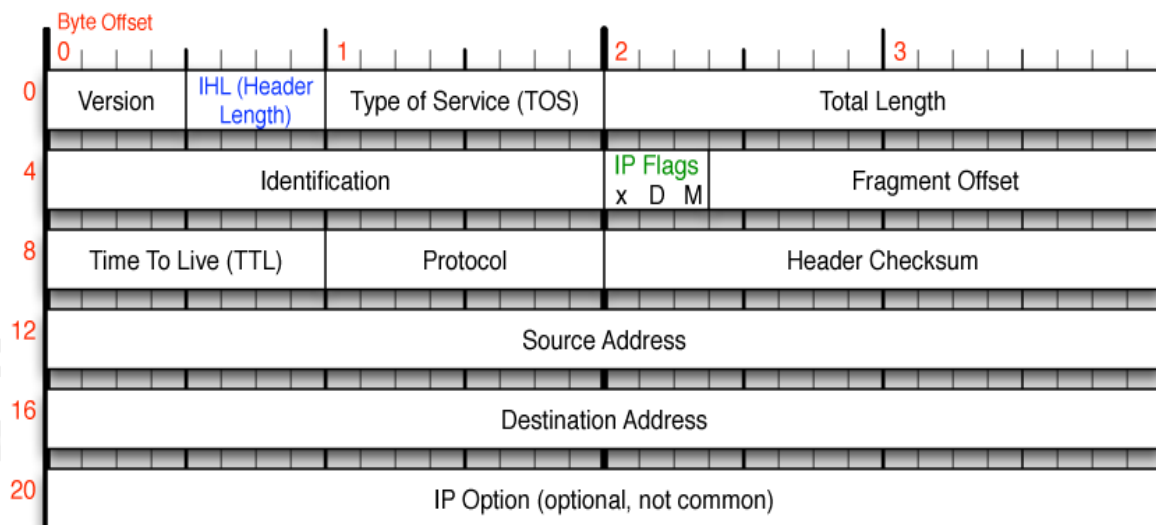 Byte Offset
0 1 2 3
0 Version IHL (Header Length) Type of Service (TOS) Total Length
4 Identification IP Flags x D M Fragment Offset
8 Time To Live (TTL) Protocol Header Checksum
12 Source Address
16 Destination Address
20 IP Option (optional, not common)